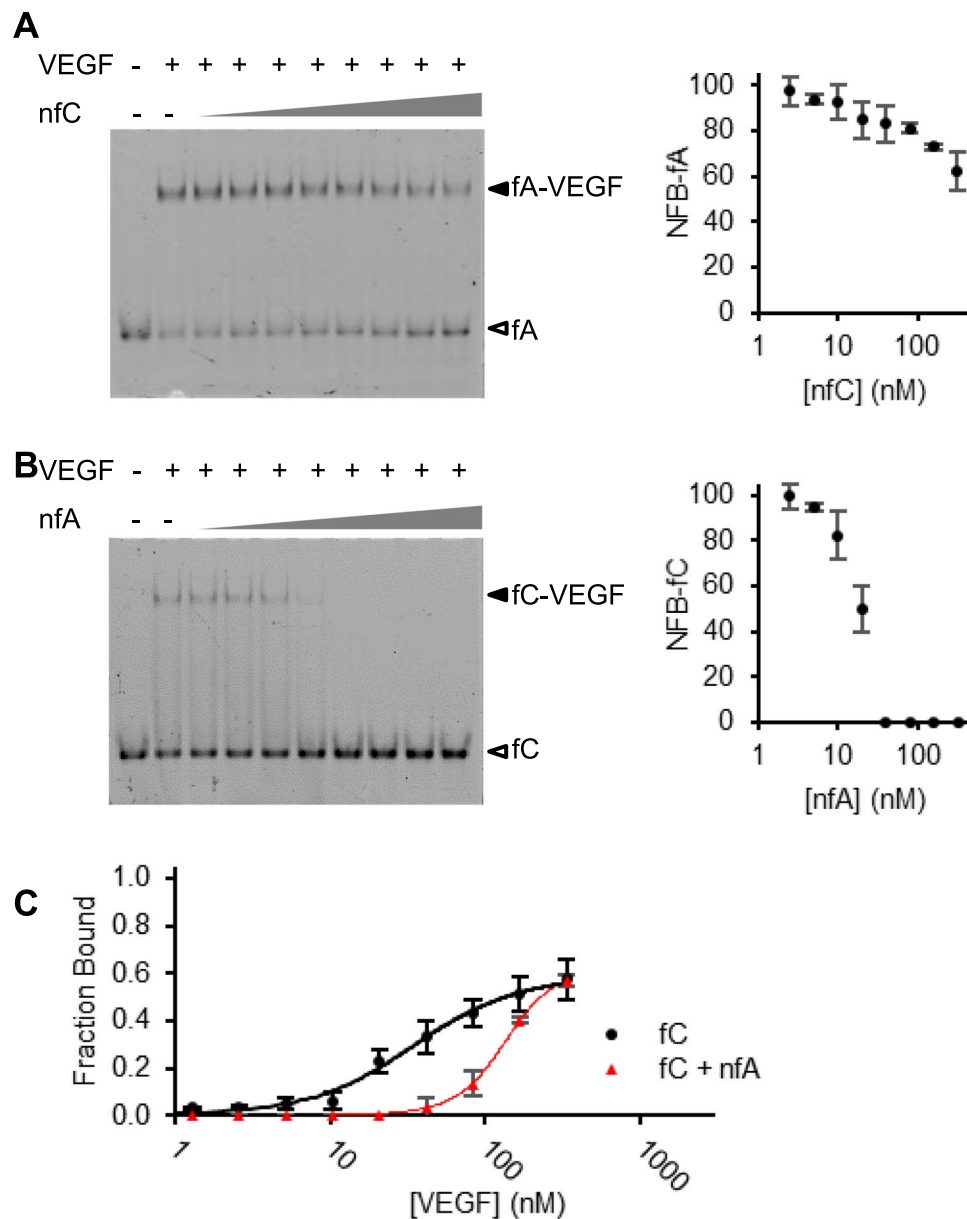 A
VEGF - + + + + + + + + +
nfC - -
fA-VEGF
fA
100
80
60
40
20
0
NFB-fA
1 10 100
[nfC] (nM)
B
VEGF - + + + + + + + + +
nfA - -
fC-VEGF
fC
100
80
60
40
20
0
NFB-fC
1 10 100
[nfA] (nM)
C
1.0
0.8
0.6
0.4
0.2
0.0
Fraction Bound
fC
fC + nfA
1 10 100 1000
[VEGF] (nM)